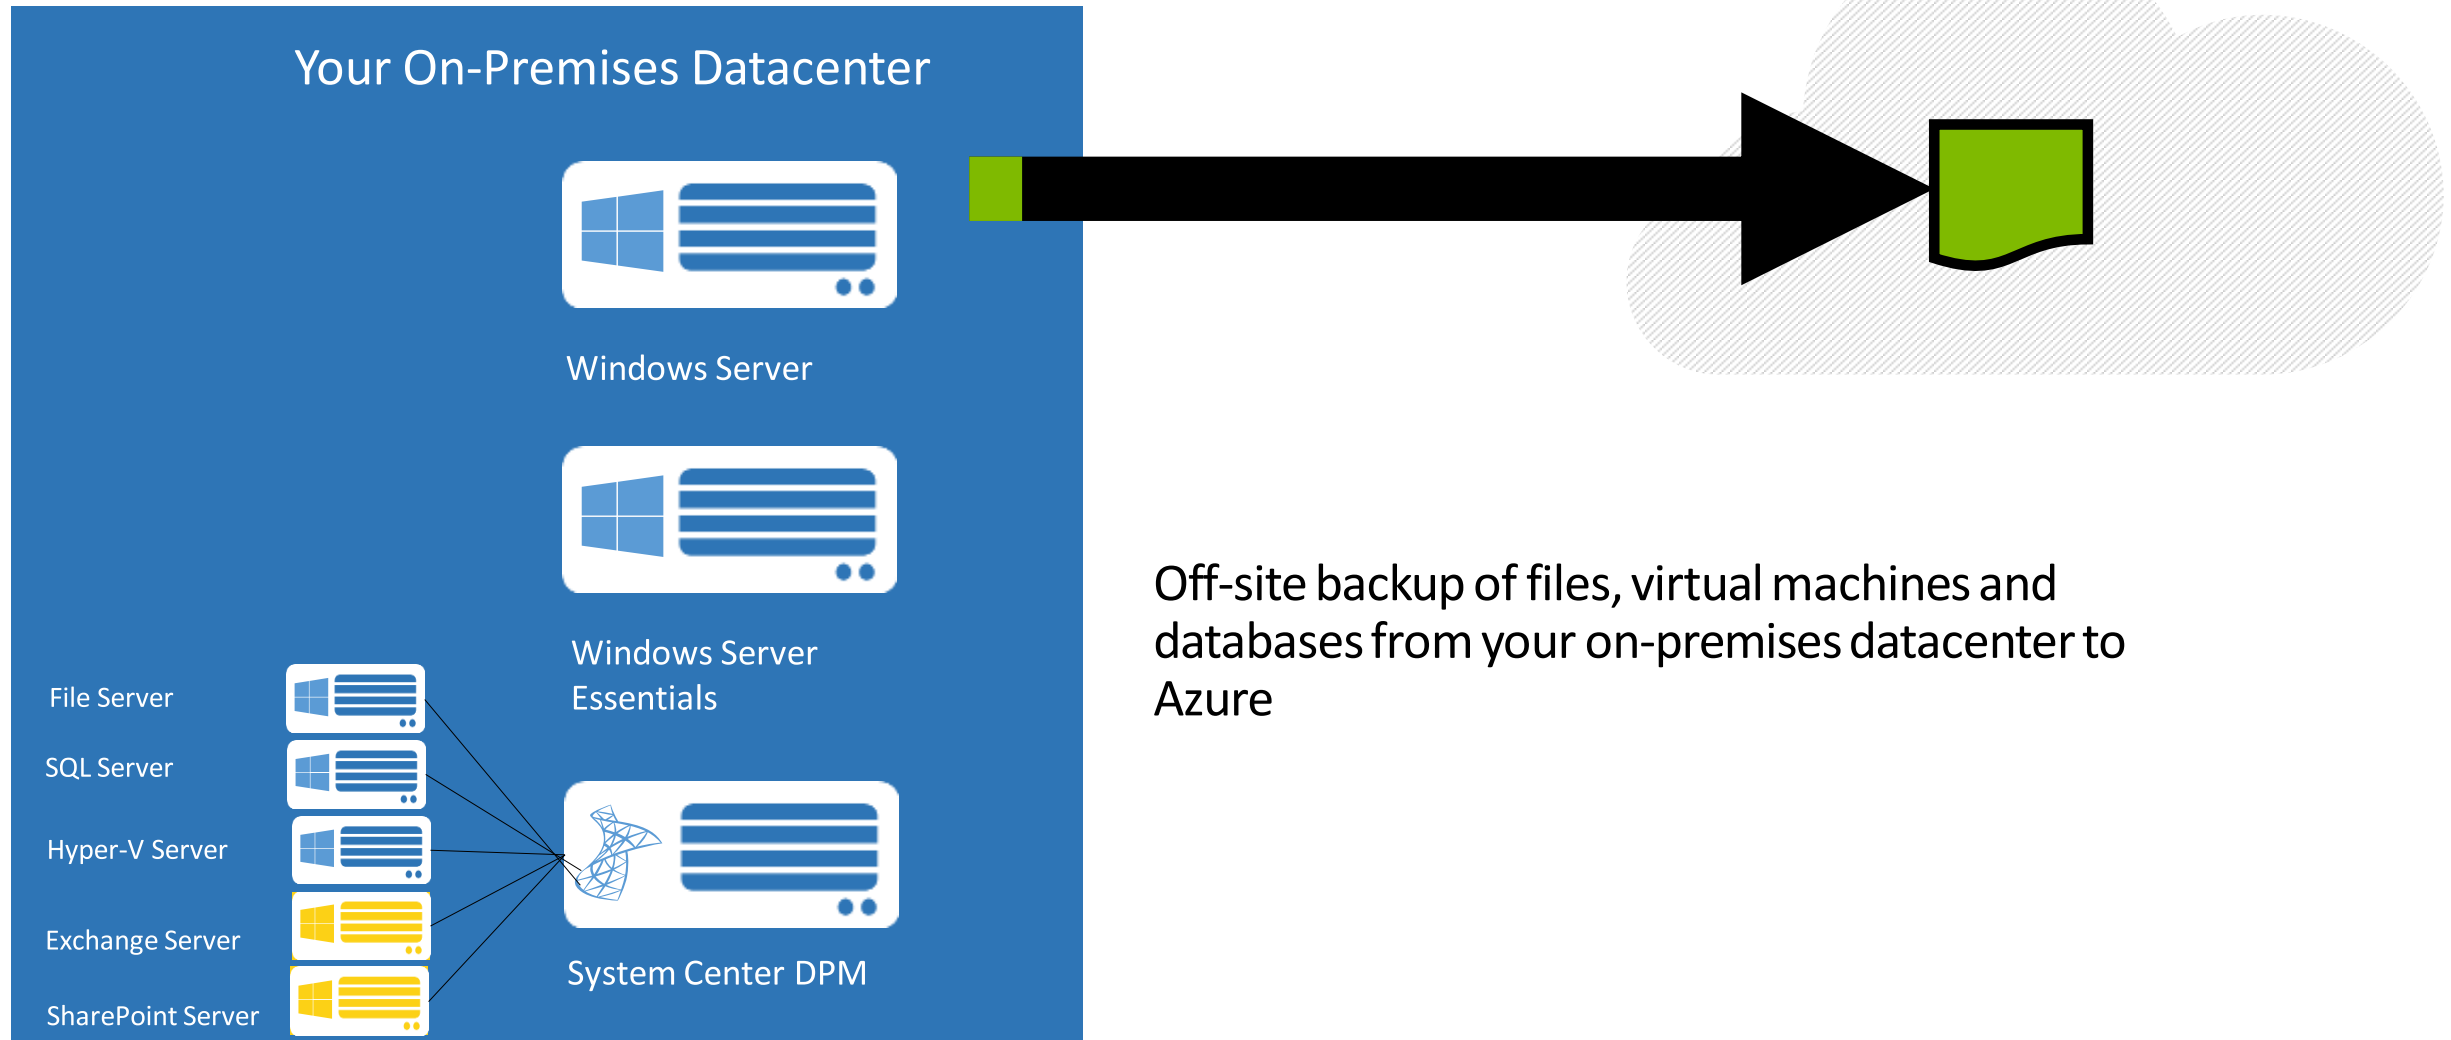 Your On-Premises Datacenter
Windows Server
Windows Server
Essentials
File Server
SQL Server
Hyper-V Server
Exchange Server
SharePoint Server
System Center DPM
Off-site backup of files, virtual machines and
databases from your on-premises datacenter to
Azure